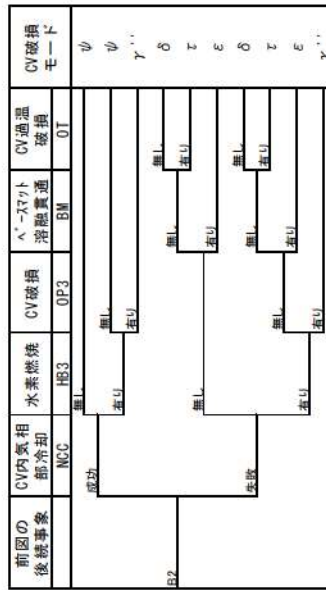 前図の
後続事象
CV内気相
部冷却
NCC
水素燃焼
HB3
CV破損
OP3
ベースマット
溶融貫通
BM
CV過温
破損
OT
CV破損
モード
B2
成功
失敗
無し
有り
無し
有り
無し
有り
無し
有り
無し
有り
無し
有り
無し
有り
無し
有り
ψ
ψ
γ''
δ
τ
ε
δ
τ
ε
γ''